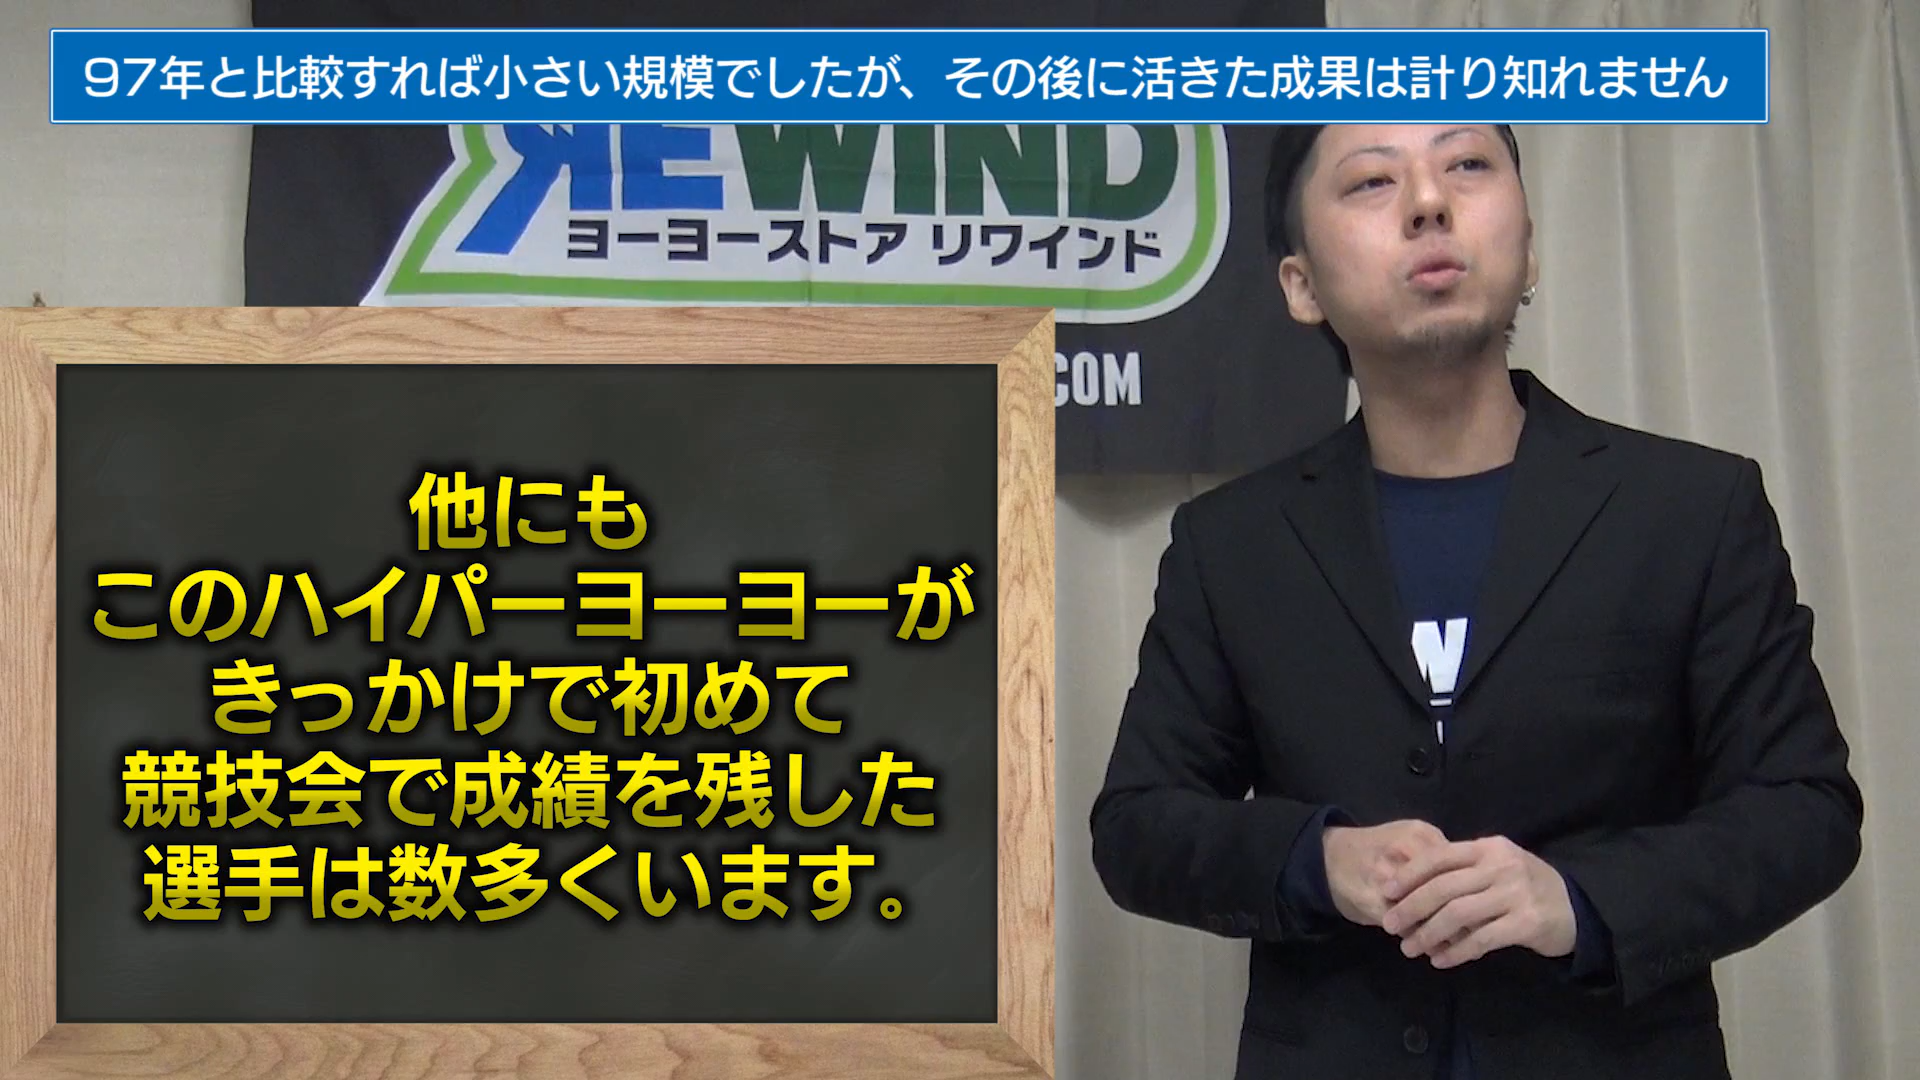 97年と比較すれば小さい規模でしたが、その後に活きた成果は計り知れません
REWIND
ヨーヨーストア リワインド
.COM
他にも
このハイパーヨーヨーが
きっかけで初めて
競技会で成績を残した
選手は数多くいます。
W